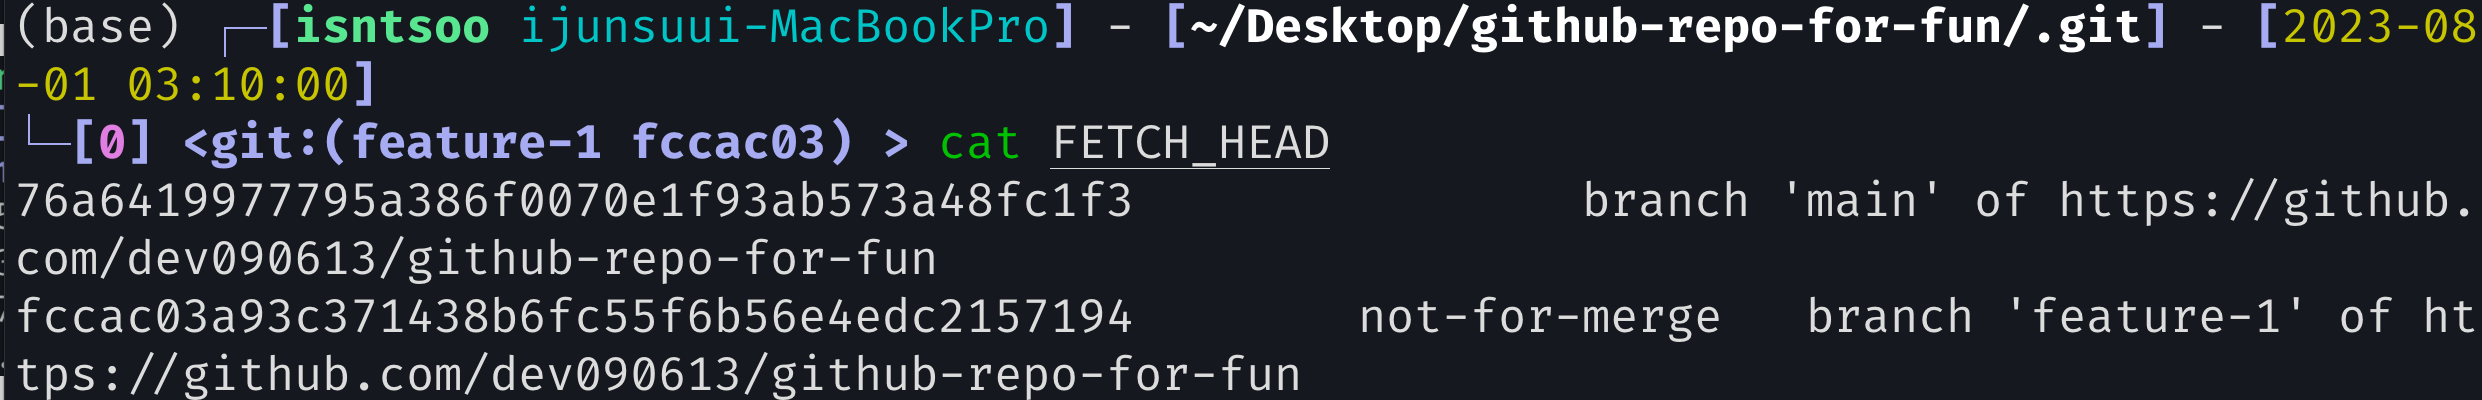 (base) ┌─[isntsoo ijunsuui-MacBookPro] - [~/Desktop/github-repo-for-fun/.git] - [2023-08
-01 03:10:00]
└─[0] <git:(feature-1 fccac03) > cat FETCH_HEAD
76a6419977795a386f0070e1f93ab573a48fc1f3		branch 'main' of https://github.
com/dev090613/github-repo-for-fun
fccac03a93c371438b6fc55f6b56e4edc2157194	not-for-merge	branch 'feature-1' of ht
tps://github.com/dev090613/github-repo-for-fun